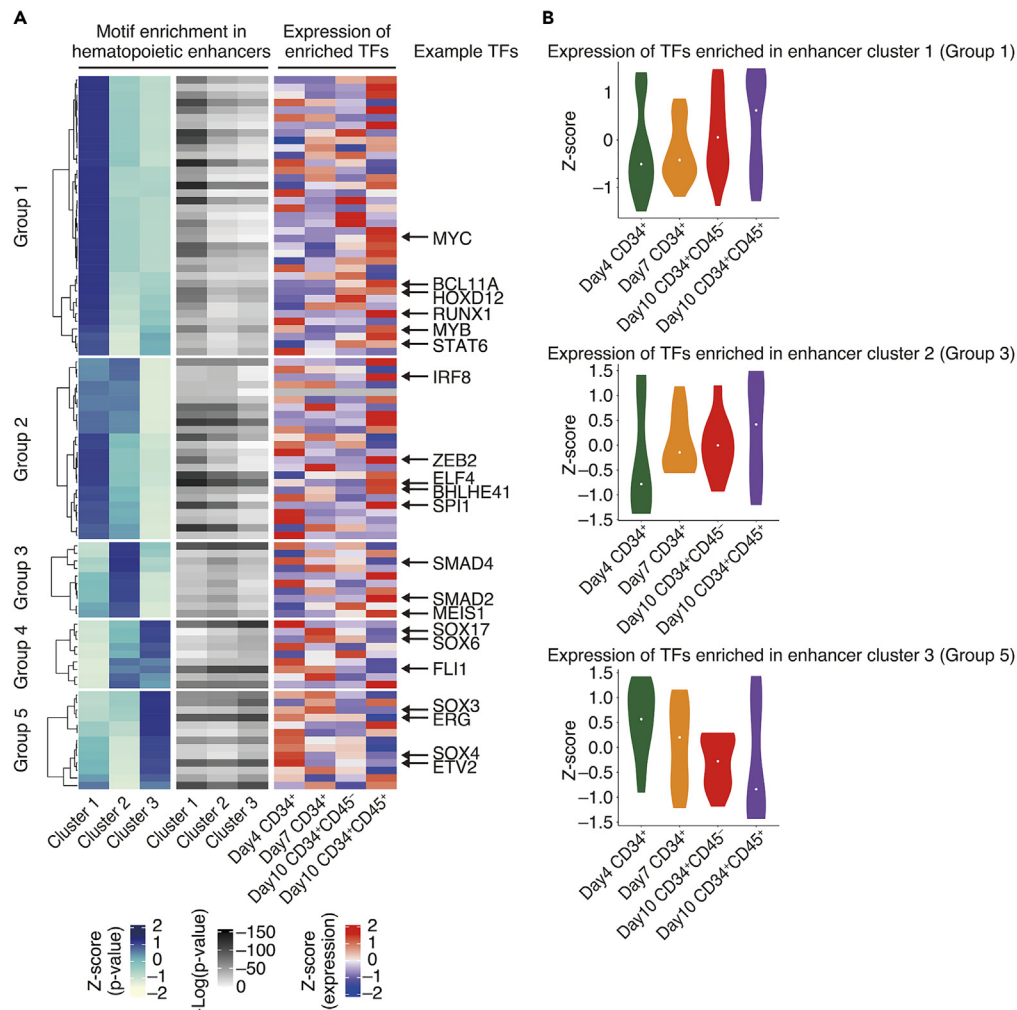 A
Motif enrichment in
hematopoietic enhancers
Expression of
enriched TFs
Example TFs
Group 1
Group 2
Group 3
Group 4
Group 5
MYC
BCL11A
HOXD12
RUNX1
MYB
STAT6
IRF8
ZEB2
ELF4
BHLHE41
SPI1
SMAD4
SMAD2
MEIS1
SOX17
SOX6
FLI1
SOX3
ERG
SOX4
ETV2
Cluster 1
Cluster 2
Cluster 3
Cluster 1
Cluster 2
Cluster 3
Day4 CD34⁺
Day7 CD34⁺
Day10 CD34⁺CD45⁻
Day10 CD34⁺CD45⁺
Z-score
(p-value)
2
1
0
−1
−2
-Log(p-value)
−150
−100
−50
0
Z-score
(expression)
2
1
0
−1
−2
B
Expression of TFs enriched in enhancer cluster 1 (Group 1)
Z-score
1
0
−1
Day4 CD34⁺
Day7 CD34⁺
Day10 CD34⁺CD45⁻
Day10 CD34⁺CD45⁺
Expression of TFs enriched in enhancer cluster 2 (Group 3)
Z-score
1.5
1.0
0.5
0.0
−0.5
−1.0
−1.5
Day4 CD34⁺
Day7 CD34⁺
Day10 CD34⁺CD45⁻
Day10 CD34⁺CD45⁺
Expression of TFs enriched in enhancer cluster 3 (Group 5)
Z-score
1.5
1.0
0.5
0.0
−0.5
−1.0
−1.5
Day4 CD34⁺
Day7 CD34⁺
Day10 CD34⁺CD45⁻
Day10 CD34⁺CD45⁺